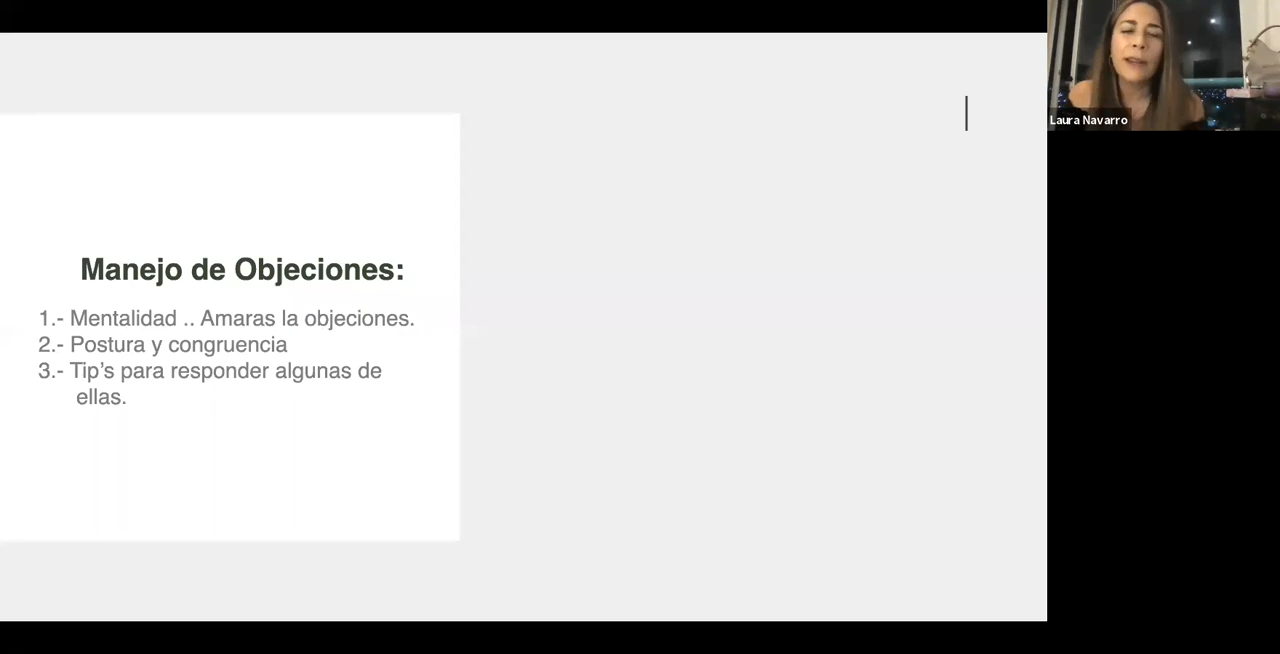 Manejo de Objeciones:
1.- Mentalidad .. Amaras la objeciones.
2.- Postura y congruencia
3.- Tip’s para responder algunas de
ellas.
Laura Navarro